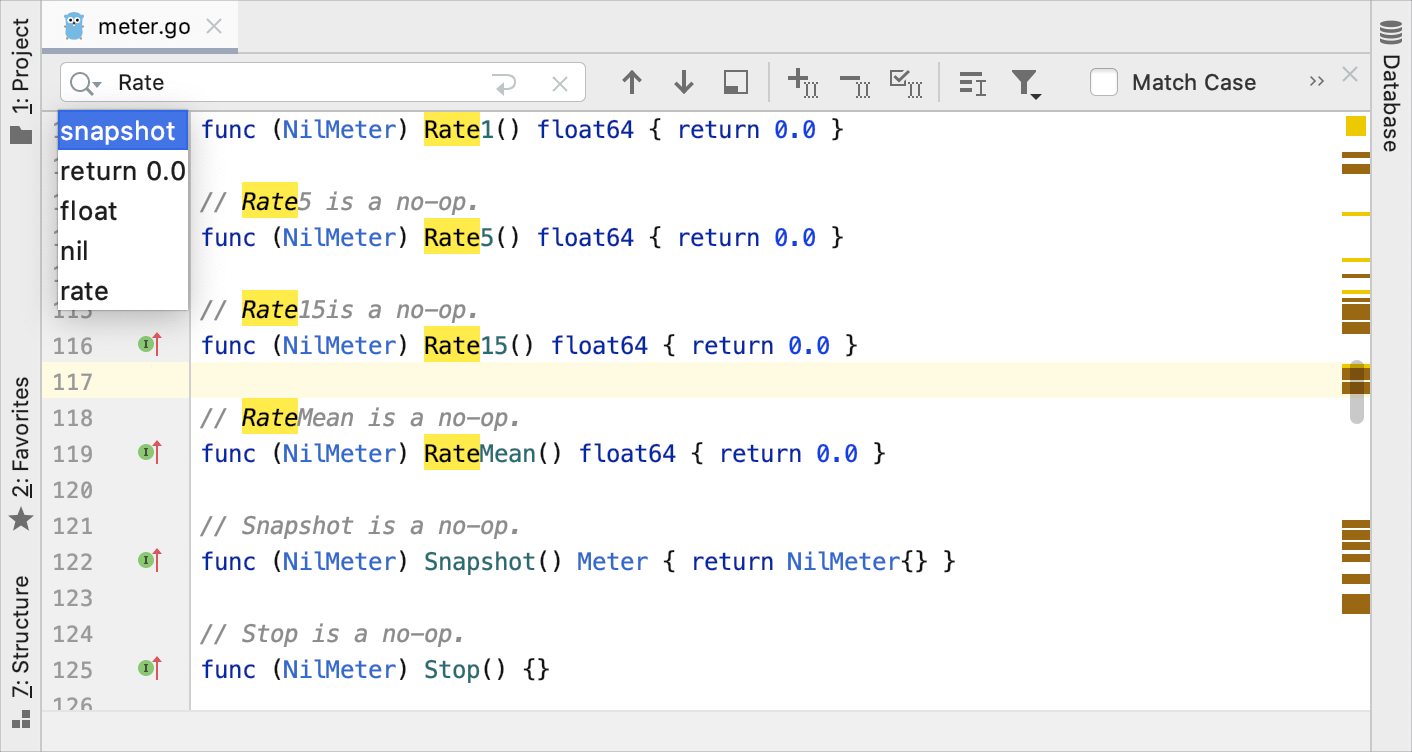 meter.go
Rate
Match Case
1: Project
2: Favorites
7: Structure
Database
snapshot
return 0.0
float
nil
rate
func (NilMeter) Rate1() float64 { return 0.0 }
// Rate5 is a no-op.
func (NilMeter) Rate5() float64 { return 0.0 }
115 // Rate15is a no-op.
116 func (NilMeter) Rate15() float64 { return 0.0 }
117
118 // RateMean is a no-op.
119 func (NilMeter) RateMean() float64 { return 0.0 }
120
121 // Snapshot is a no-op.
122 func (NilMeter) Snapshot() Meter { return NilMeter{} }
123
124 // Stop is a no-op.
125 func (NilMeter) Stop() {}
126